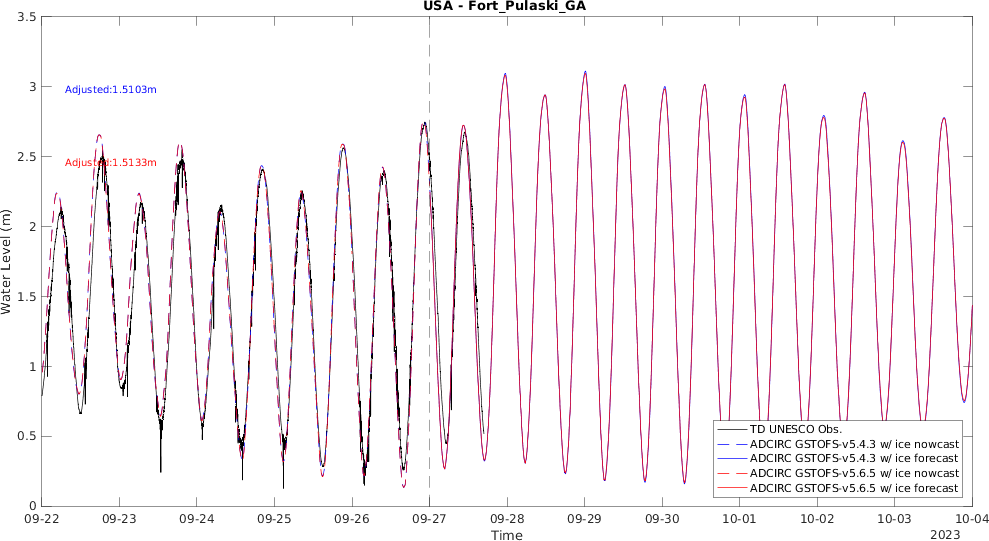 USA - Fort_Pulaski_GA
3.5
3
2.5
2
1.5
1
0.5
0
Water Level (m)
Adjusted:1.5103m
Adjusted:1.5133m
TD UNESCO Obs.
ADCIRC GSTOFS-v5.4.3 w/ ice nowcast
ADCIRC GSTOFS-v5.4.3 w/ ice forecast
ADCIRC GSTOFS-v5.6.5 w/ ice nowcast
ADCIRC GSTOFS-v5.6.5 w/ ice forecast
09-22 09-23 09-24 09-25 09-26 09-27 09-28 09-29 09-30 10-01 10-02 10-03 10-04
Time
2023